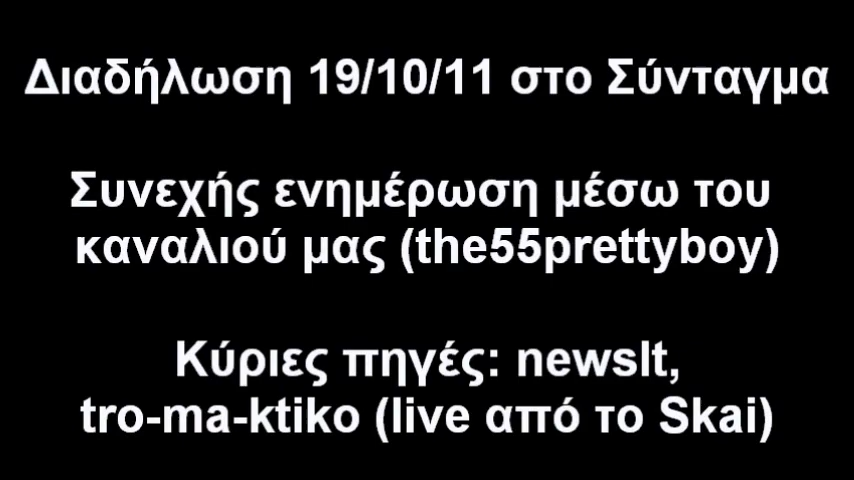 Διαδήλωση 19/10/11 στο Σύνταγμα
Συνεχής ενημέρωση μέσω του
καναλιού μας (the55prettyboy)
Κύριες πηγές: newsIt,
tro-ma-ktiko (live από το Skai)